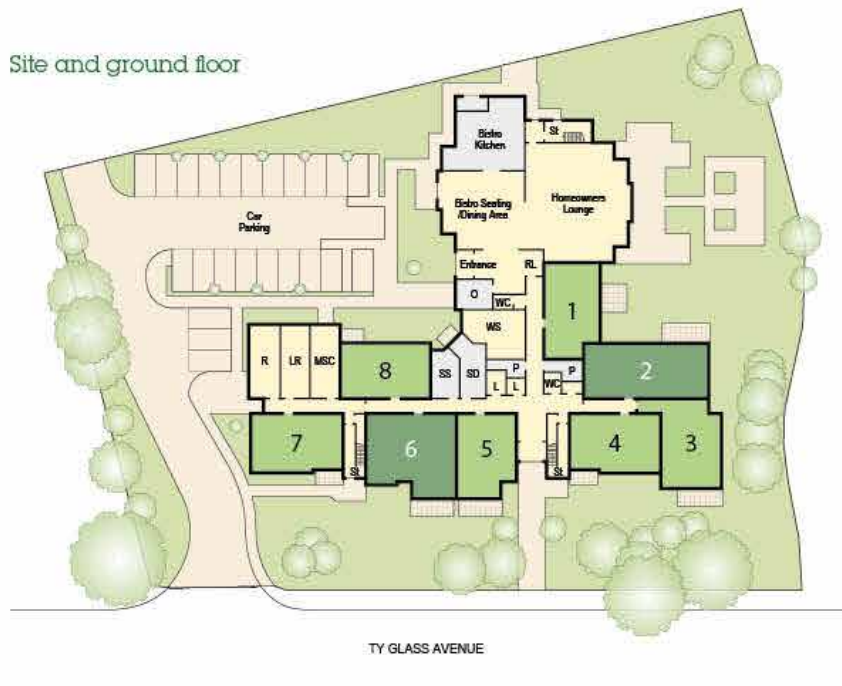 Site and ground floor
Bistro
Kitchen
St
Car
Parking
Bistro Seating
/Dining Area
Homeowners
Lounge
Entrance
RL
O
WC
1
WS
R
LR
MSC
8
SS
SD
P
L
L
WC
P
2
7
St
6
5
St
4
3
TY GLASS AVENUE